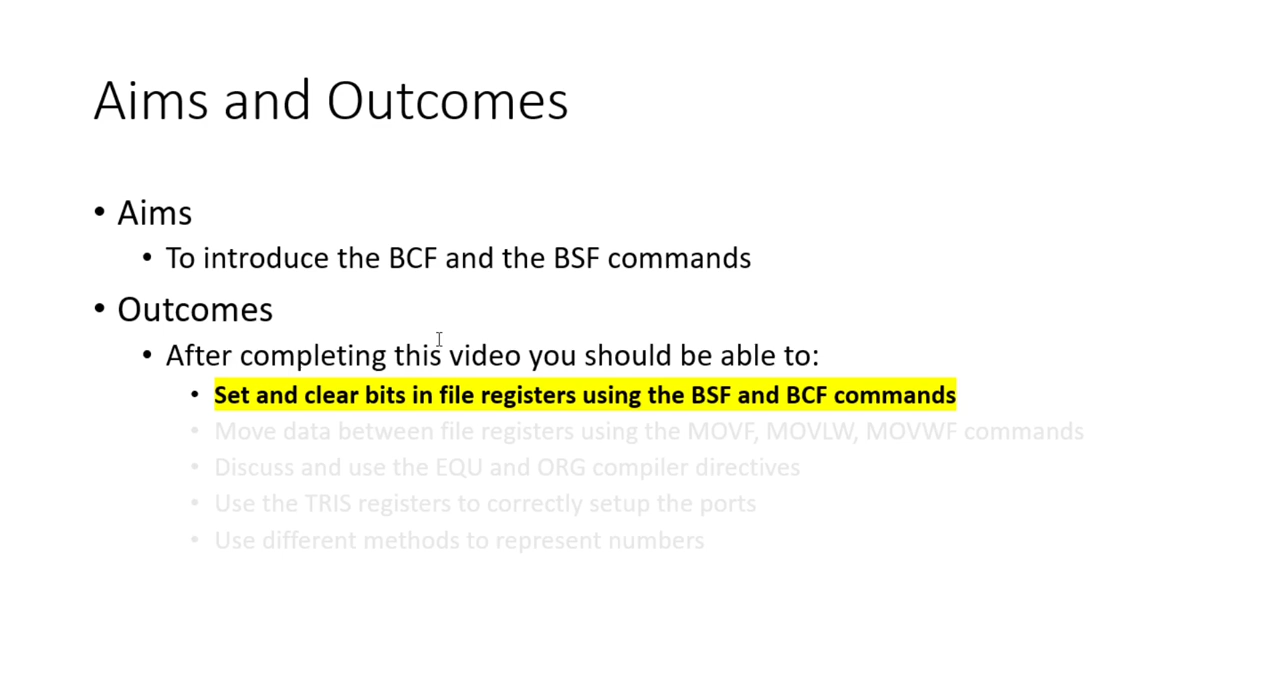 Aims and Outcomes
• Aims
• To introduce the BCF and the BSF commands
• Outcomes
• After completing this video you should be able to:
• Set and clear bits in file registers using the BSF and BCF commands
• Move data between file registers using the MOVF, MOVLW, MOVWF commands
• Discuss and use the EQU and ORG compiler directives
• Use the TRIS registers to correctly setup the ports
• Use different methods to represent numbers